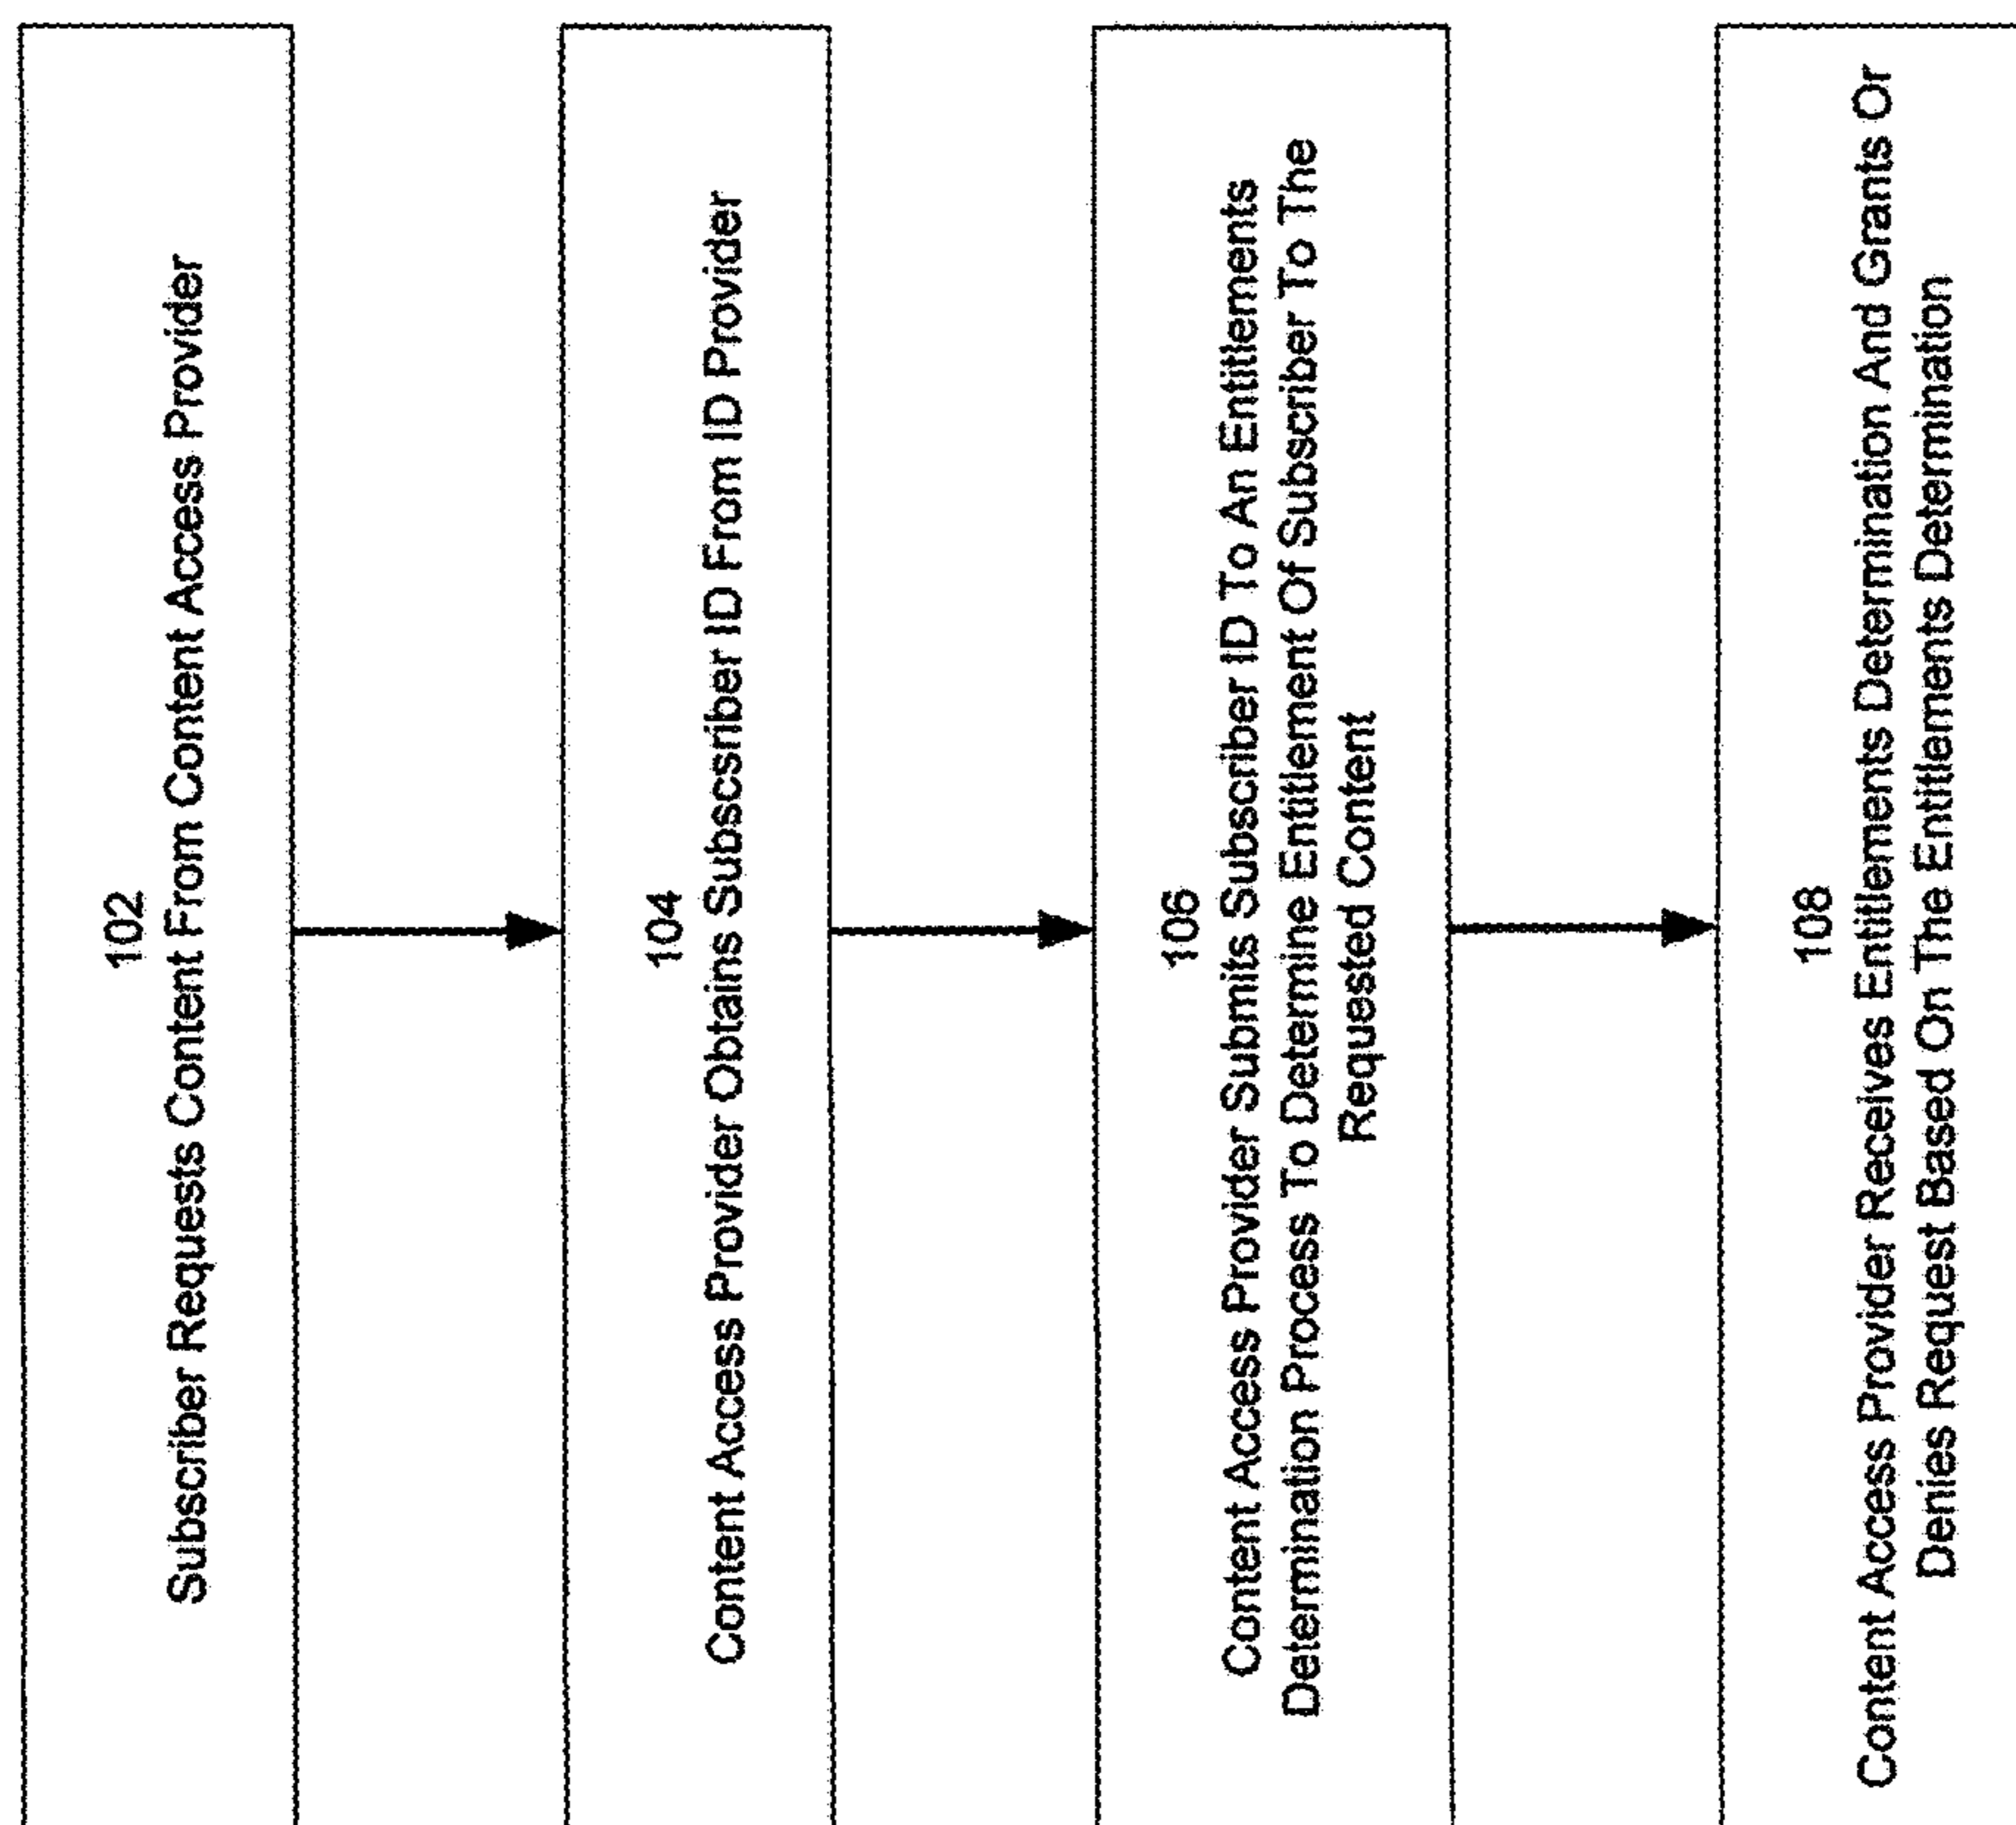 102
Subscriber Requests Content From Content Access Provider
104
Content Access Provider Obtains Subscsriber ID From ID Provider
106
Content Access Provider Submits Subscriber ID To An Entitlements
Determination Process To Determine Entitlement Of Subscriber To The
Requested Content
108
Content Access Provider Receives Entitlements Determination And Grants Or
Denies Request Based On The Entitlements Determination